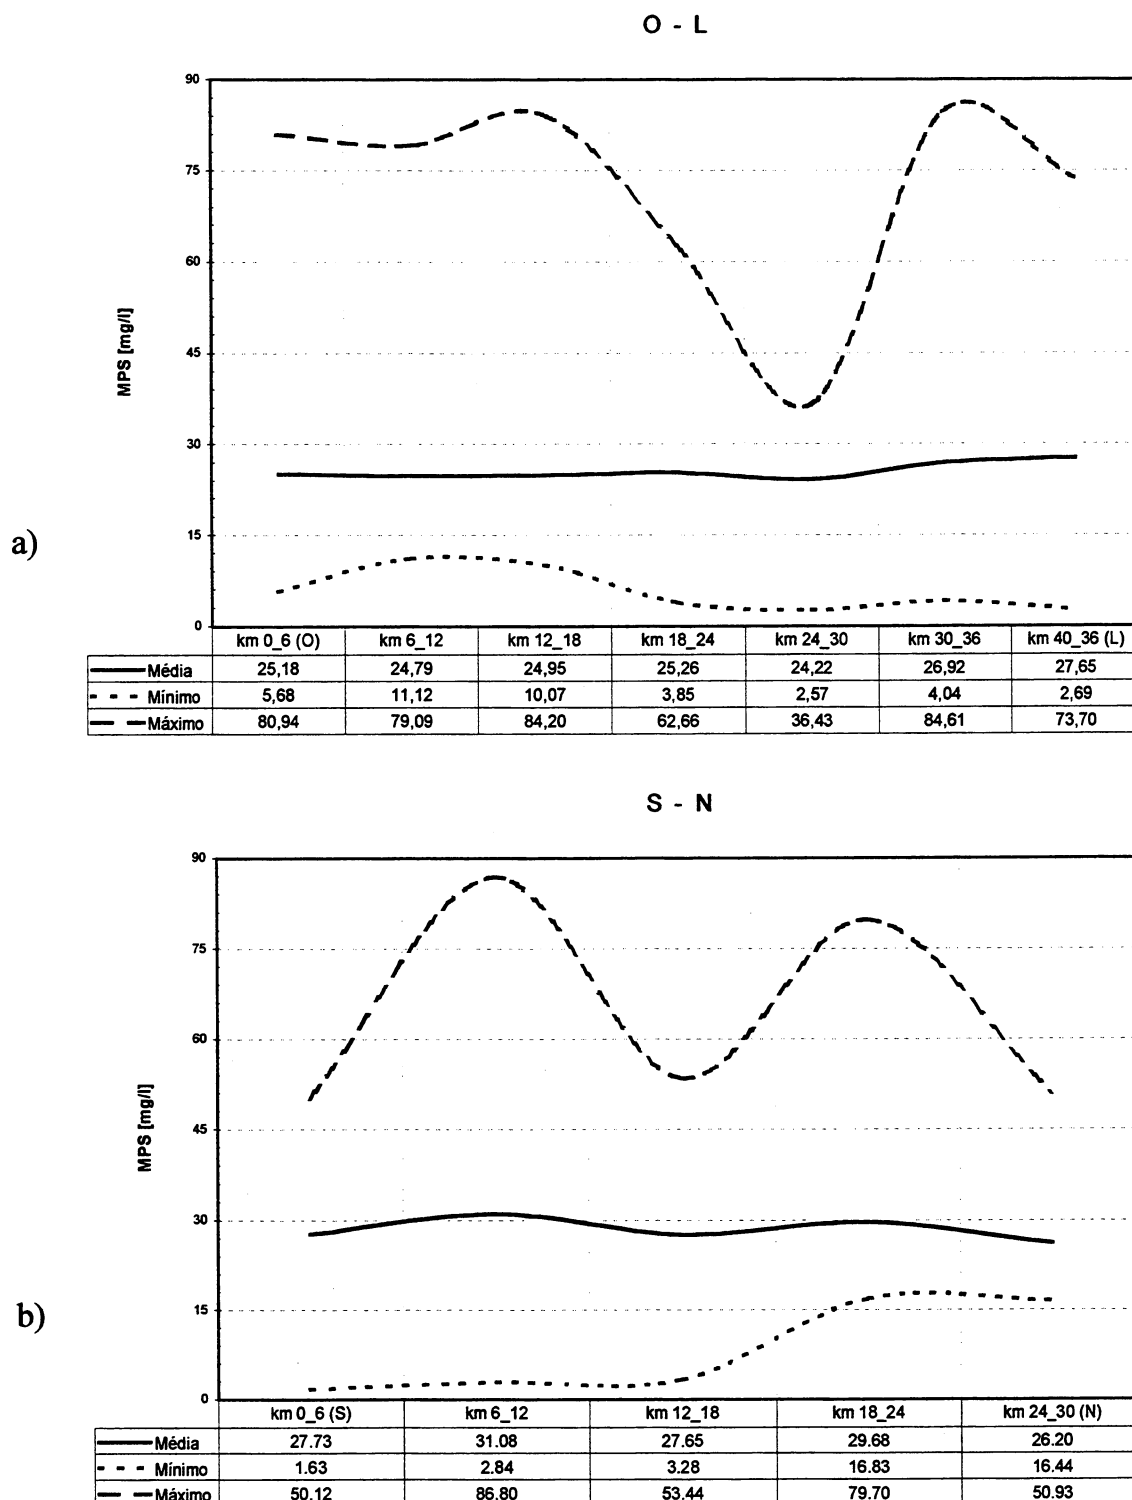 O - L
90
75
60
45
30
15
0
MPS [mg/l]
a)
km 0_6 (O) km 6_12 km 12_18 km 18_24 km 24_30 km 30_36 km 40_36 (L)
Média 25,18 24,79 24,95 25,26 24,22 26,92 27,65
Mínimo 5,68 11,12 10,07 3,85 2,57 4,04 2,69
Máximo 80,94 79,09 84,20 62,66 36,43 84,61 73,70
S - N
90
75
60
45
30
15
0
MPS [mg/l]
b)
km 0_6 (S) km 6_12 km 12_18 km 18_24 km 24_30 (N)
Média 27.73 31.08 27.65 29.68 26.20
Mínimo 1.63 2.84 3.28 16.83 16.44
Máximo 50.12 86.80 53.44 79.70 50.93